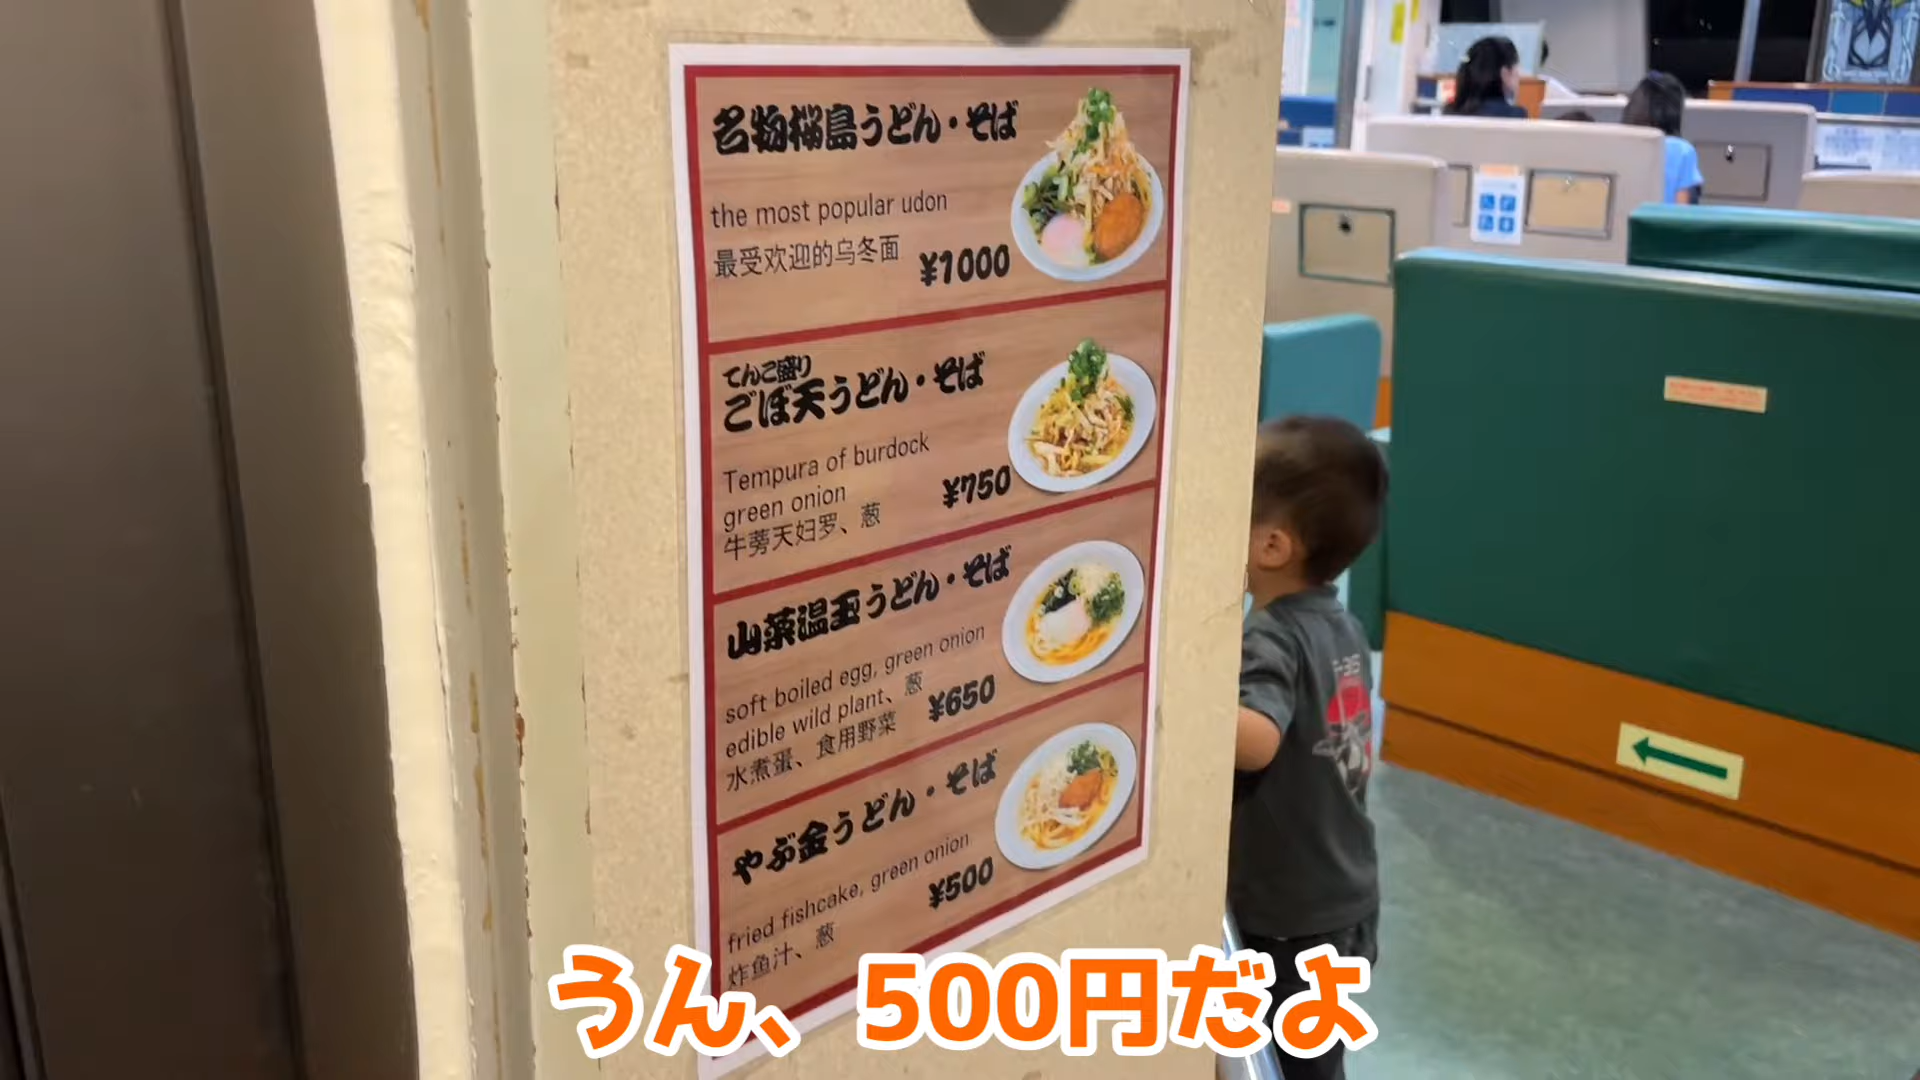 名物桜島うどん・そば
the most popular udon
最受欢迎的乌冬面
¥1000
てんこ盛り
ごぼ天うどん・そば
Tempura of burdock
green onion
牛蒡天妇罗、葱
¥750
山菜温玉うどん・そば
soft boiled egg, green onion
edible wild plant、葱
水煮蛋、食用野菜
¥650
やぶ金うどん・そば
fried fishcake, green onion
炸鱼汁、葱
¥500
うん、500円だよ